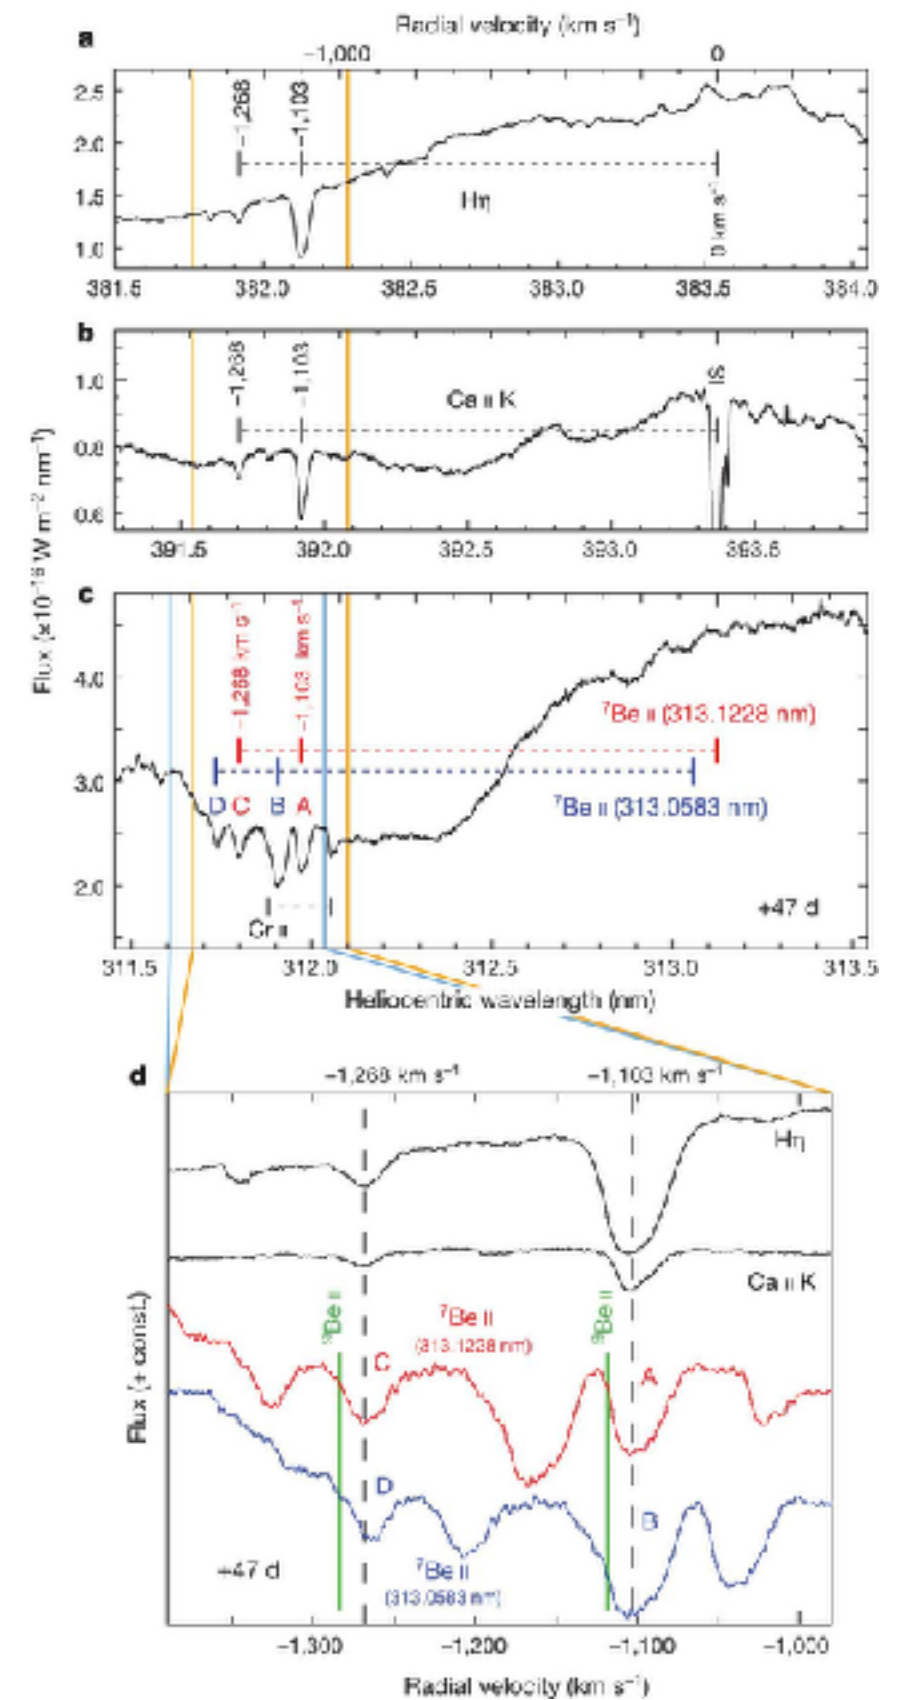 a
Radial velocity (km s⁻¹)
−1,000 0
2.5
2.0
1.5
1.0
−1,268
−1,103
Hη
0 km s⁻¹
381.5 382.0 382.5 383.0 383.5 384.0
b
1.0
0.8
0.6
−1,268
−1,103
Ca II K
IS
391.5 392.0 392.5 393.0 393.5
Flux (×10⁻¹⁶ W m⁻² nm⁻¹)
c
4.0
3.0
2.0
−1,268 km s⁻¹
−1,103 km s⁻¹
⁷Be II (313.1228 nm)
D C B A
⁷Be II (313.0583 nm)
Cr II
+47 d
311.5 312.0 312.5 313.0 313.5
Heliocentric wavelength (nm)
d
−1,268 km s⁻¹ −1,103 km s⁻¹
Hη
Ca II K
⁹Be II
⁹Be II
⁷Be II
(313.1228 nm)
C
A
D
B
+47 d
⁷Be II
(313.0583 nm)
Flux (+ const.)
−1,300 −1,200 −1,100 −1,000
Radial velocity (km s⁻¹)